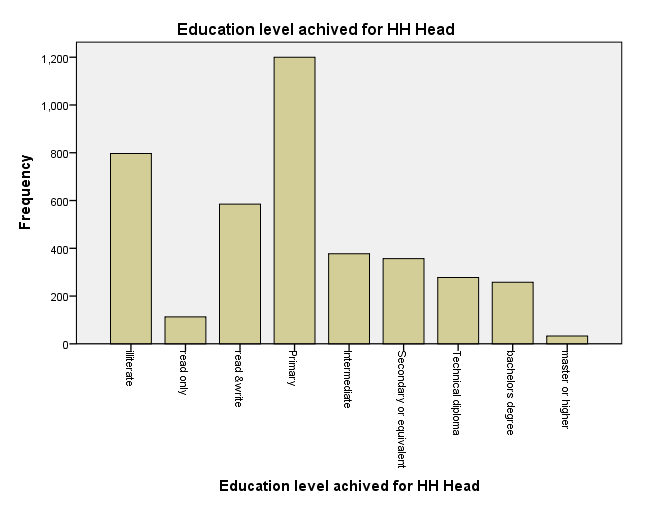 Education level achived for HH Head
1,200
1,000
800
600
400
200
0
Frequency
illiterate
read only
read &write
Primary
Intermediate
Secondary or equivalent
Technical diploma
bachelors degree
master or higher
Education level achived for HH Head